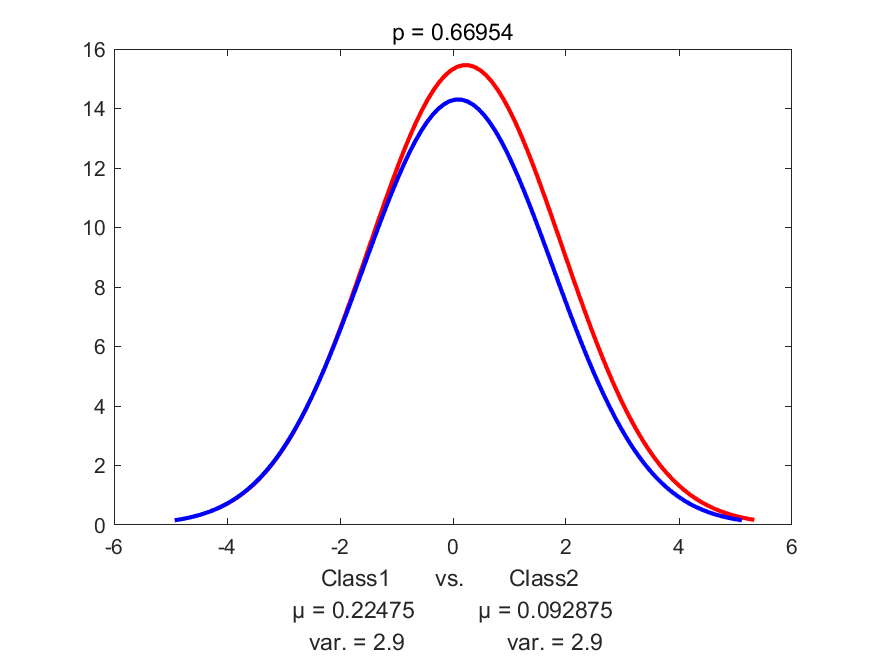 p = 0.66954
16
14
12
10
8
6
4
2
0
-6 -4 -2 0 2 4 6
Class1 vs. Class2
μ = 0.22475 μ = 0.092875
var. = 2.9 var. = 2.9